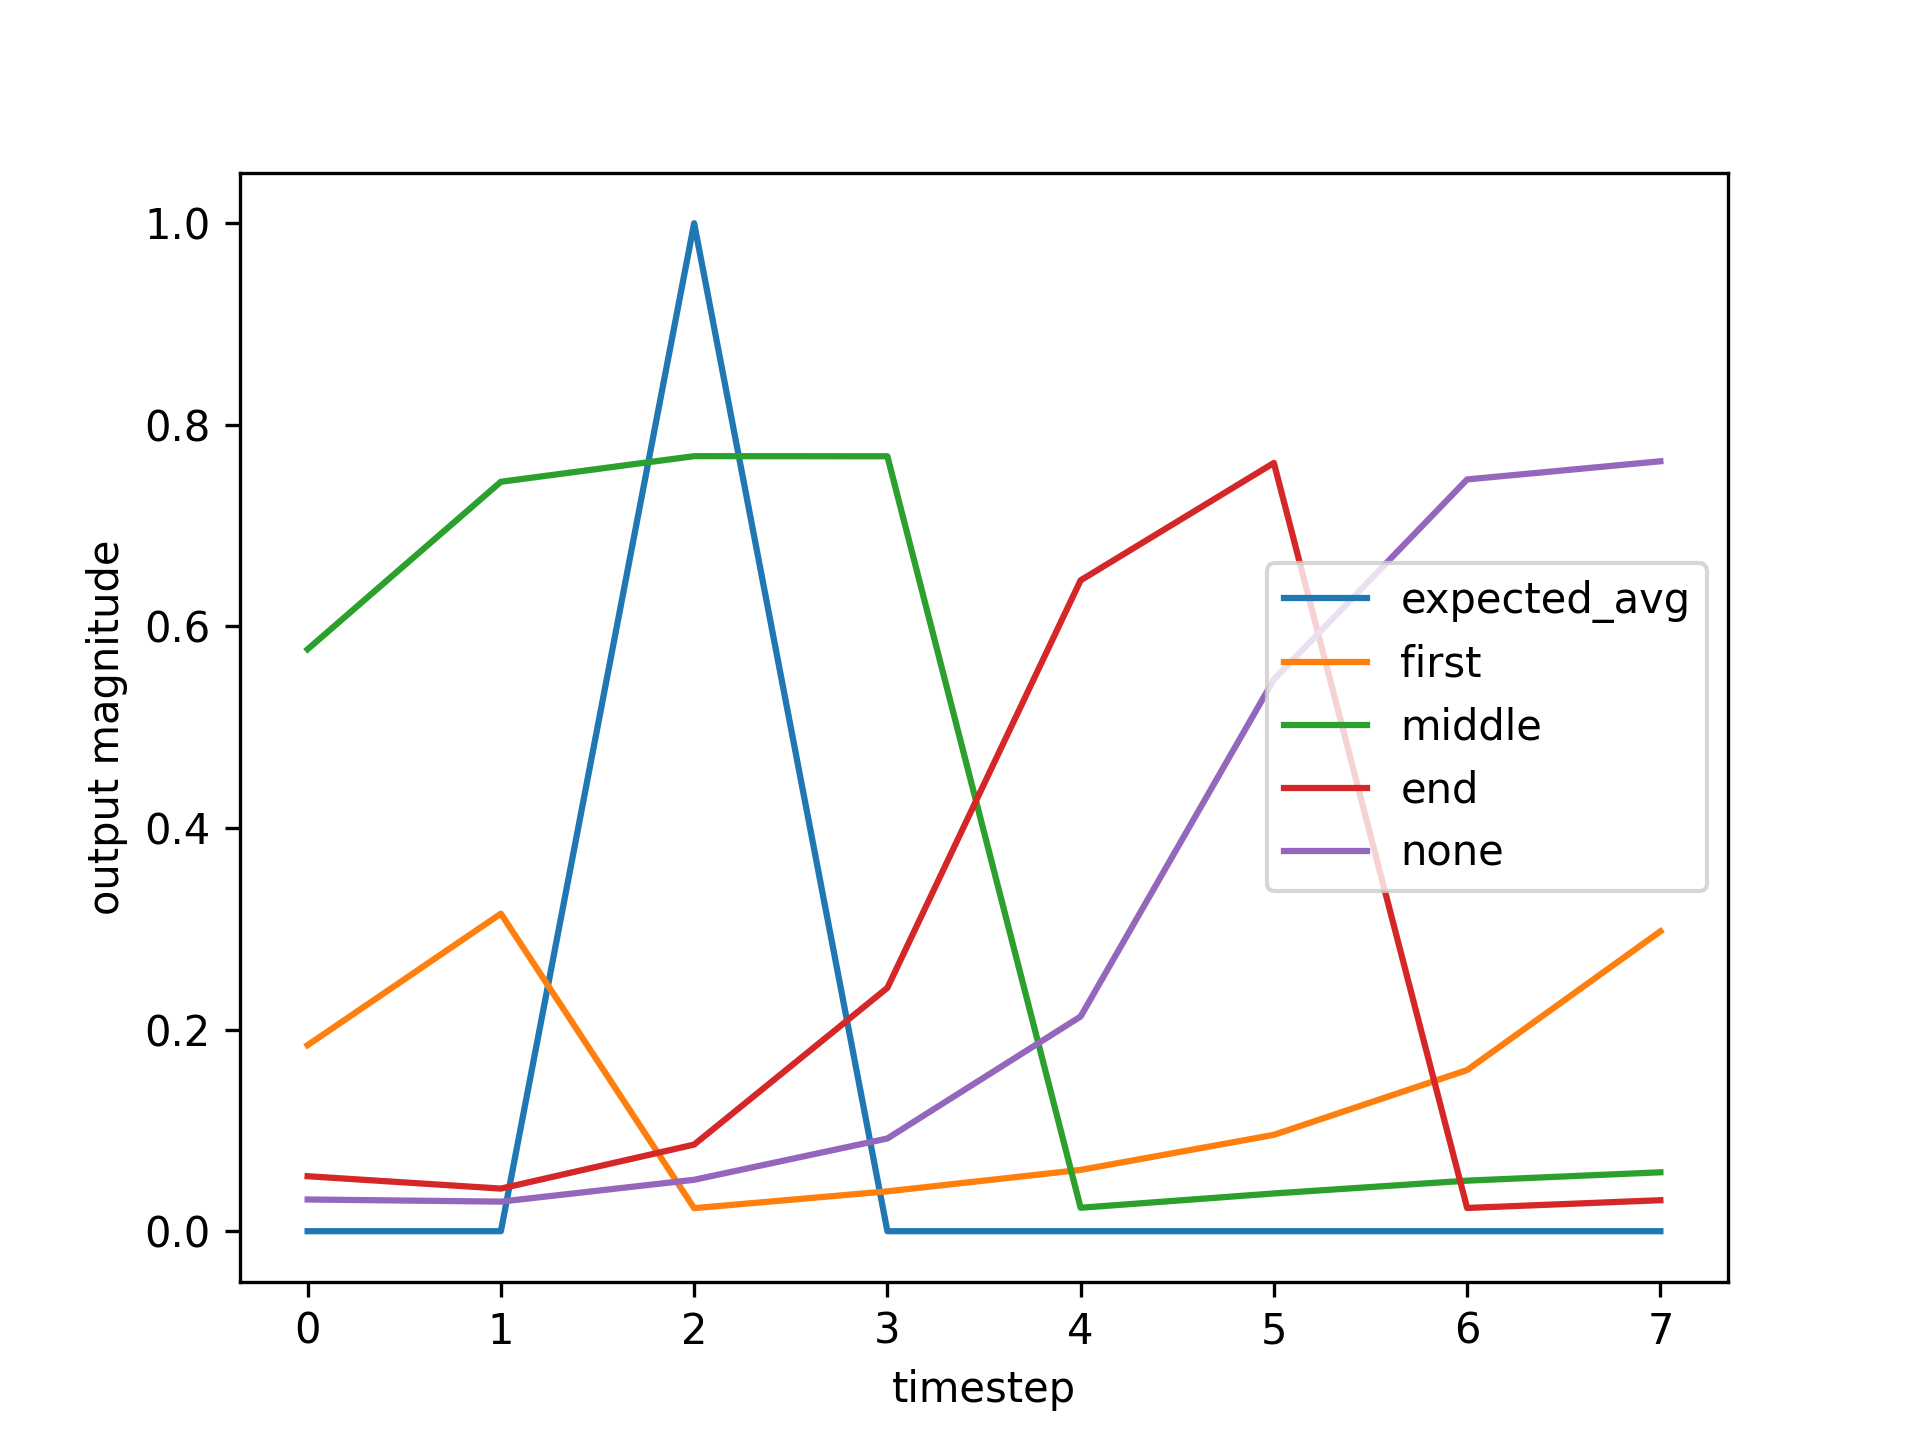 1.0
0.8
0.6
0.4
0.2
0.0
output magnitude
expected_avg
first
middle
end
none
0 1 2 3 4 5 6 7
timestep